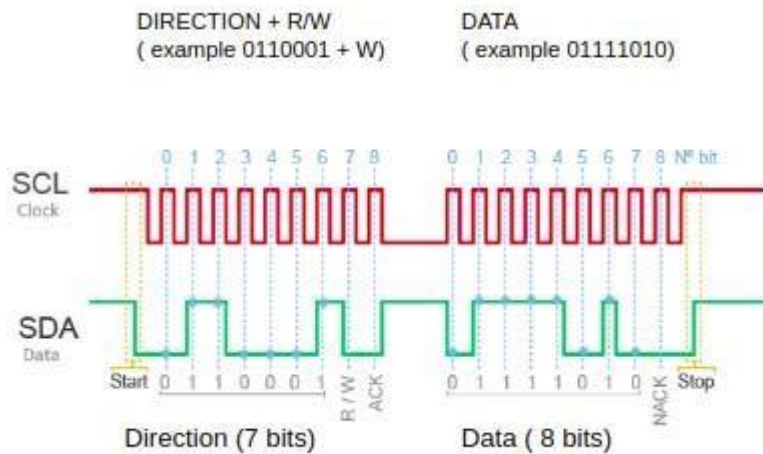 DIRECTION + R/W
( example 0110001 + W)
DATA
( example 01111010)
0 1 2 3 4 5 6 7 8
0 1 2 3 4 5 6 7 8 Nº bit
SCL
Clock
SDA
Data
Start
0 1 1 0 0 0 1
R / W
ACK
0 1 1 1 1 0 1 0
NACK
Stop
Direction (7 bits)
Data ( 8 bits)